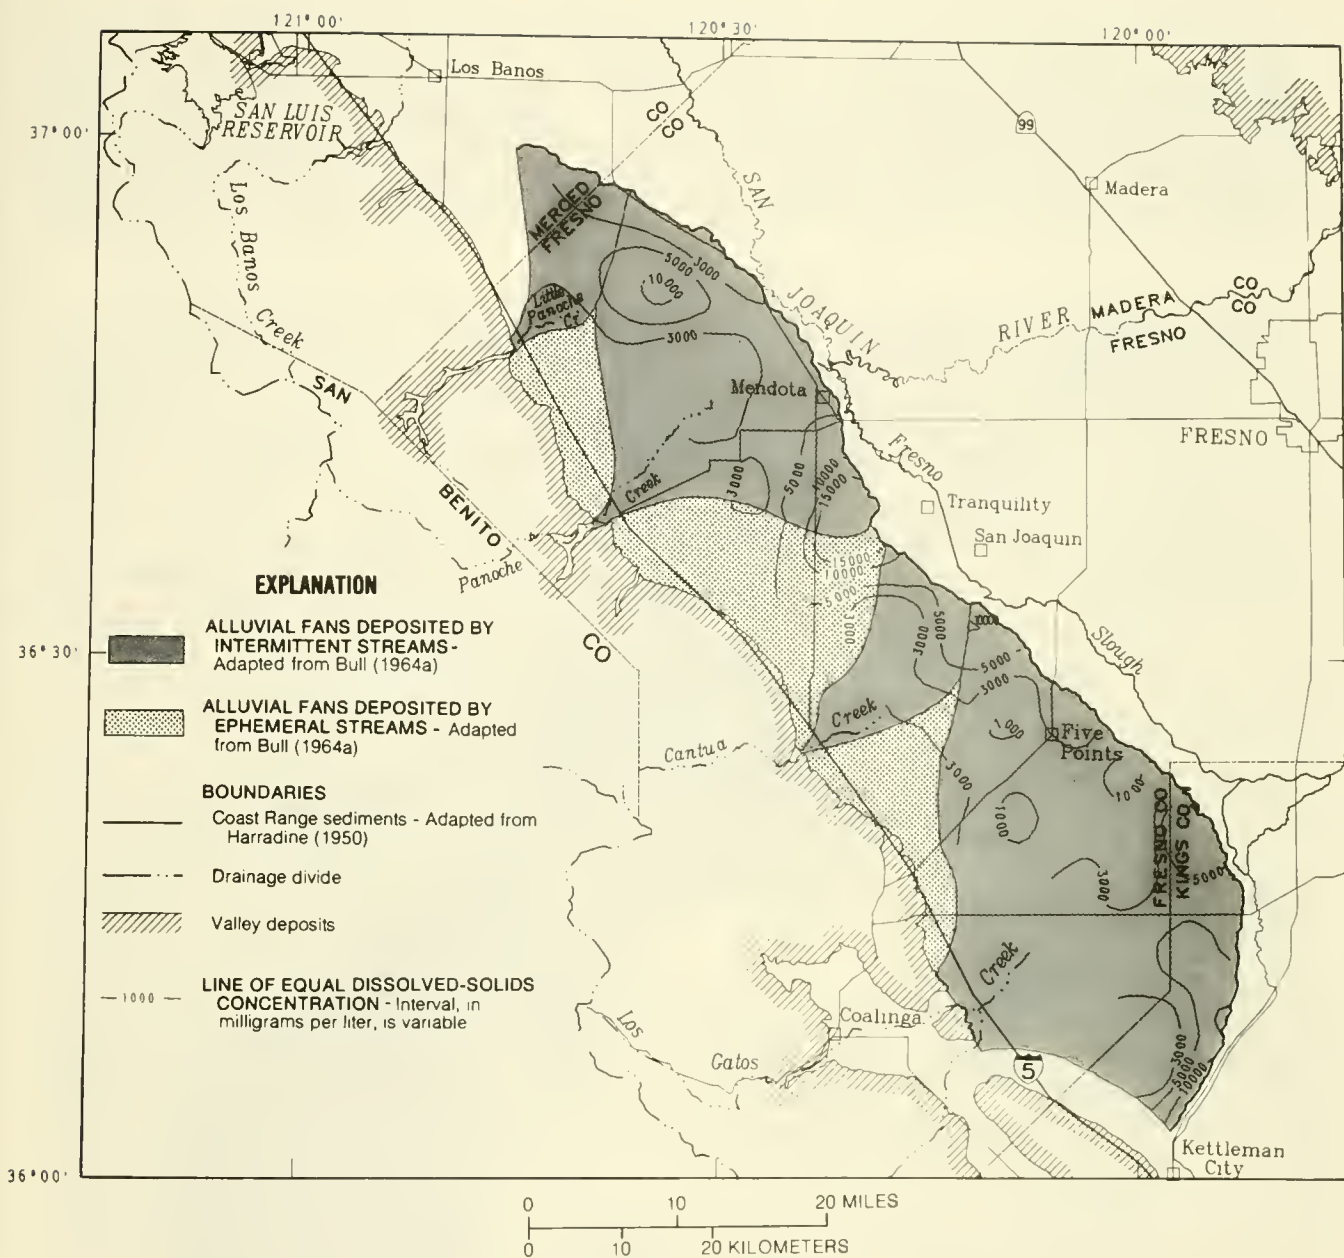 121° 00'
120° 30'
120° 00'
Los Banos
SAN LUIS
RESERVOIR
37° 00'
CO
CO
99
Madera
SAN
JOAQUIN
RIVER
Los Banos
Creek
MERCED
FRESNO
5000
3000
10,000
Little
Panoche
Cr.
3000
MADERA
FRESNO
CO
CO
SAN
BENITO
CO
Mendota
FRESNO
Fresno
Slough
Creek
3000
5000
10000
15000
Tranquility
San Joaquin
Panoche
15000
10000
5000
3000
EXPLANATION
ALLUVIAL FANS DEPOSITED BY
INTERMITTENT STREAMS-
Adapted from Bull (1964a)
ALLUVIAL FANS DEPOSITED BY
EPHEMERAL STREAMS - Adapted
from Bull (1964a)
BOUNDARIES
Coast Range sediments - Adapted from
Harradine (1950)
Drainage divide
Valley deposits
1000
LINE OF EQUAL DISSOLVED-SOLIDS
CONCENTRATION - Interval, in
milligrams per liter, is variable
36° 30'
3000
5000
5000
3000
Creek
Cantua
1000
Five
Points
3000
1000
1000
FRESNO CO
KINGS CO
3000
5000
Creek
Coalinga
Los
Gatos
5
3000
5000
10000
36° 00'
Kettleman
City
0 10 20 MILES
0 10 20 KILOMETERS